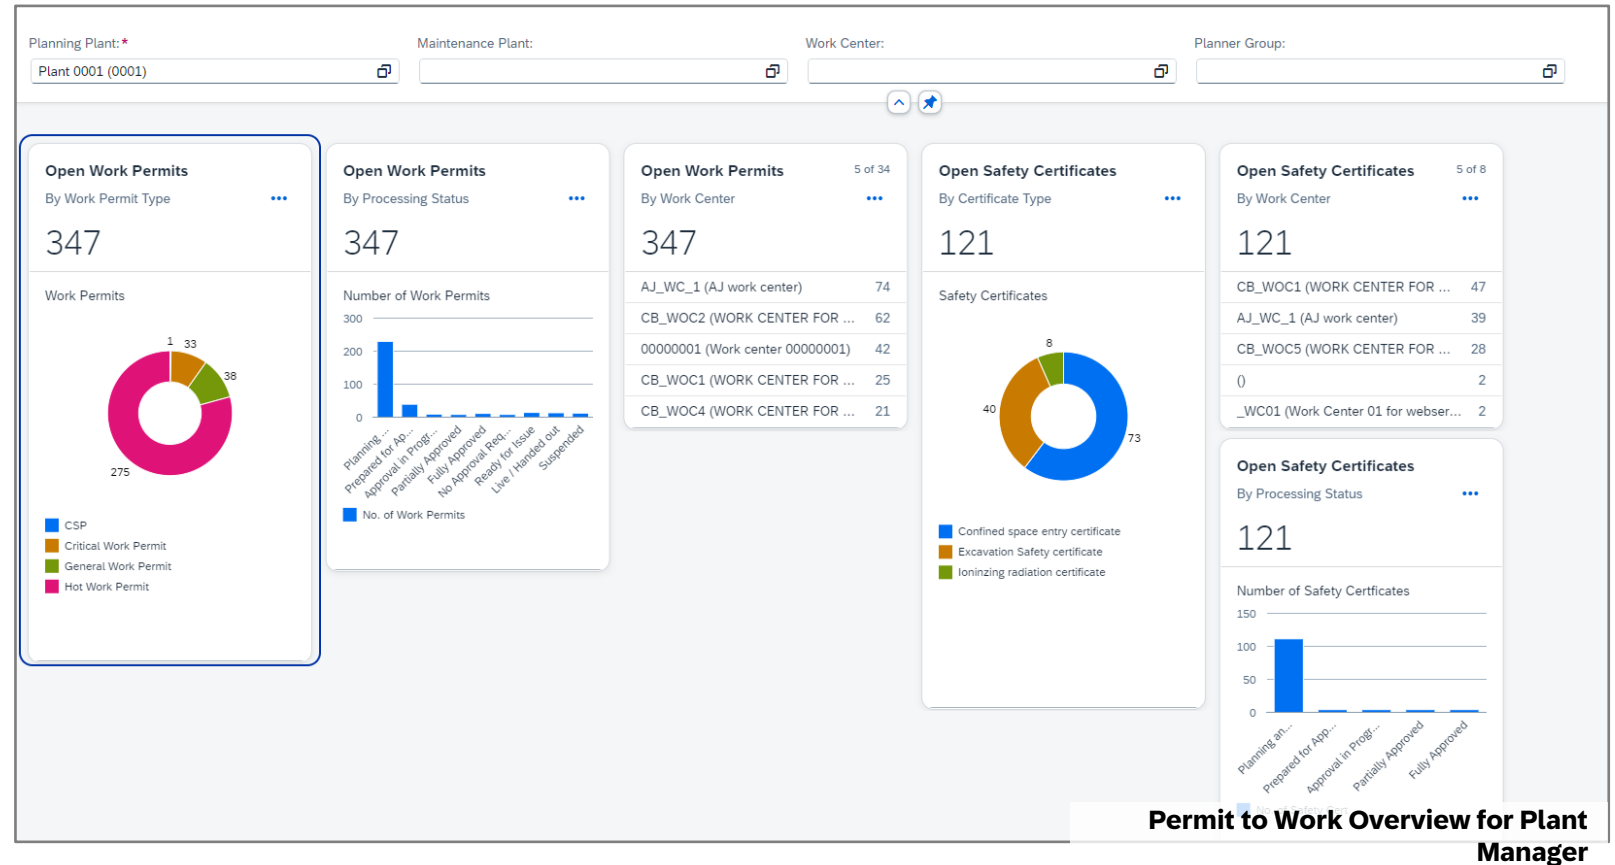 Planning Plant:*
Maintenance Plant:
Work Center:
Planner Group:
Plant 0001 (0001)
Open Work Permits
By Work Permit Type
347
Work Permits
1
33
38
275
CSP
Critical Work Permit
General Work Permit
Hot Work Permit
Open Work Permits
By Processing Status
347
Number of Work Permits
300
200
100
0
Planning ...
Prepared for Ap...
Approval in Progr...
Partially Approved
Fully Approved
No Approval Req...
Ready for Issue
Live / Handed out
Suspended
No. of Work Permits
Open Work Permits
5 of 34
By Work Center
347
AJ_WC_1 (AJ work center) 74
CB_WOC2 (WORK CENTER FOR ... 62
00000001 (Work center 00000001) 42
CB_WOC1 (WORK CENTER FOR ... 25
CB_WOC4 (WORK CENTER FOR ... 21
Open Safety Certificates
By Certificate Type
121
Safety Certificates
8
40
73
Confined space entry certificate
Excavation Safety certificate
Ioninzing radiation certificate
Open Safety Certificates
5 of 8
By Work Center
121
CB_WOC1 (WORK CENTER FOR ... 47
AJ_WC_1 (AJ work center) 39
CB_WOC5 (WORK CENTER FOR ... 28
() 2
_WC01 (Work Center 01 for webser... 2
Open Safety Certificates
By Processing Status
121
Number of Safety Certficates
150
100
50
0
Planning an...
Prepared for App...
Approval in Progr...
Partially Approved
Fully Approved
No. of Safety Cert
Permit to Work Overview for Plant
Manager